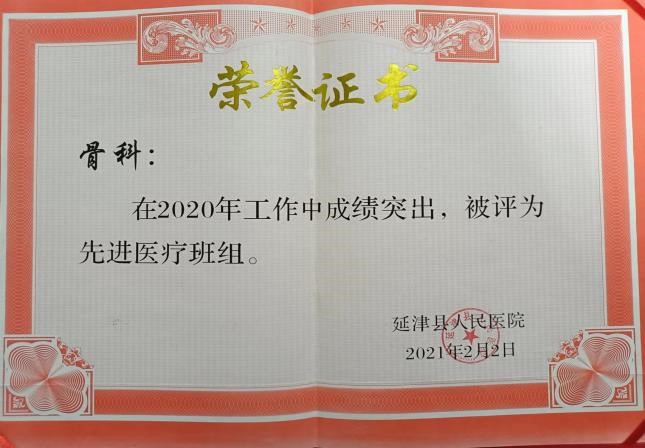 荣誉证书
骨科：
在2020年工作中成绩突出，被评为
先进医疗班组。
延津县人民医院
2021年2月2日